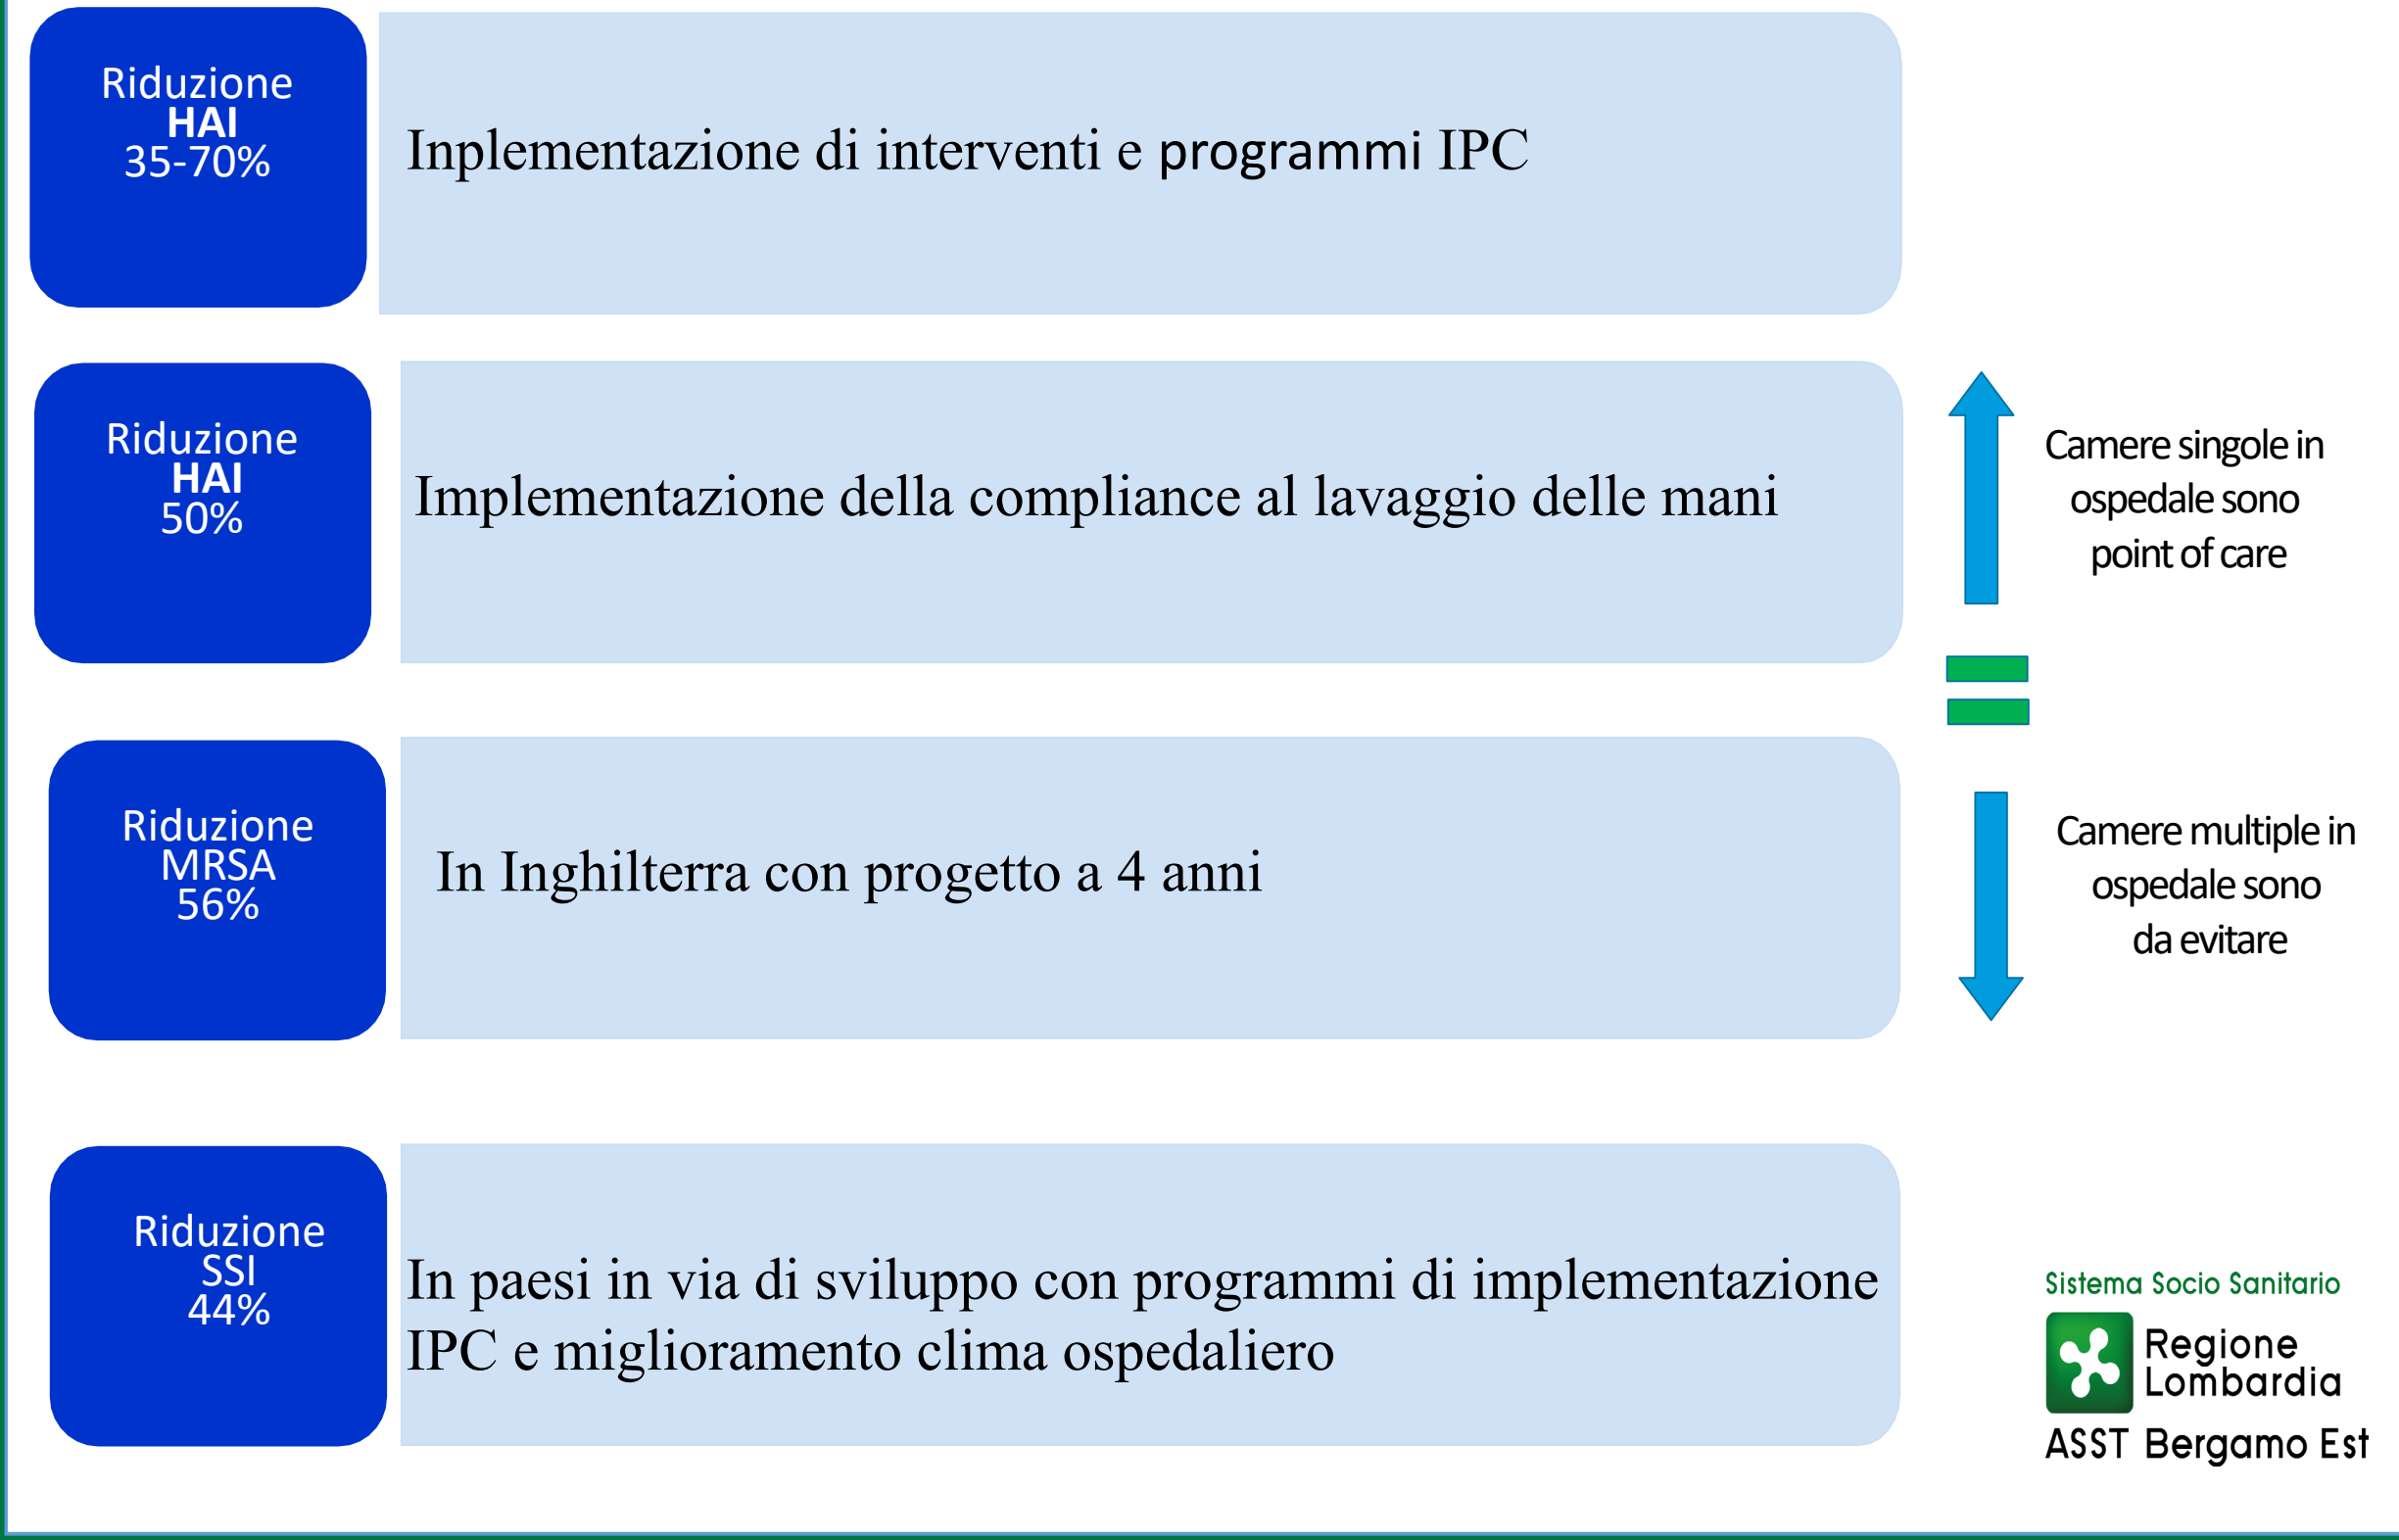 Riduzione
HAI
35-70%
Inplementazione di interventi e programmi IPC
Riduzione
HAI
50%
Implementazione della compliance al lavaggio delle mani
Camere singole in
ospedale sono
point of care
Riduzione
MRSA
56%
In Inghilterra con progetto a 4 anni
Camere multiple in
ospedale sono
da evitare
Riduzione
SSI
44%
In paesi in via di sviluppo con programmi di implementazione
IPC e miglioramento clima ospedaliero
Sistema Socio Sanitario
Regione
Lombardia
ASST Bergamo Est